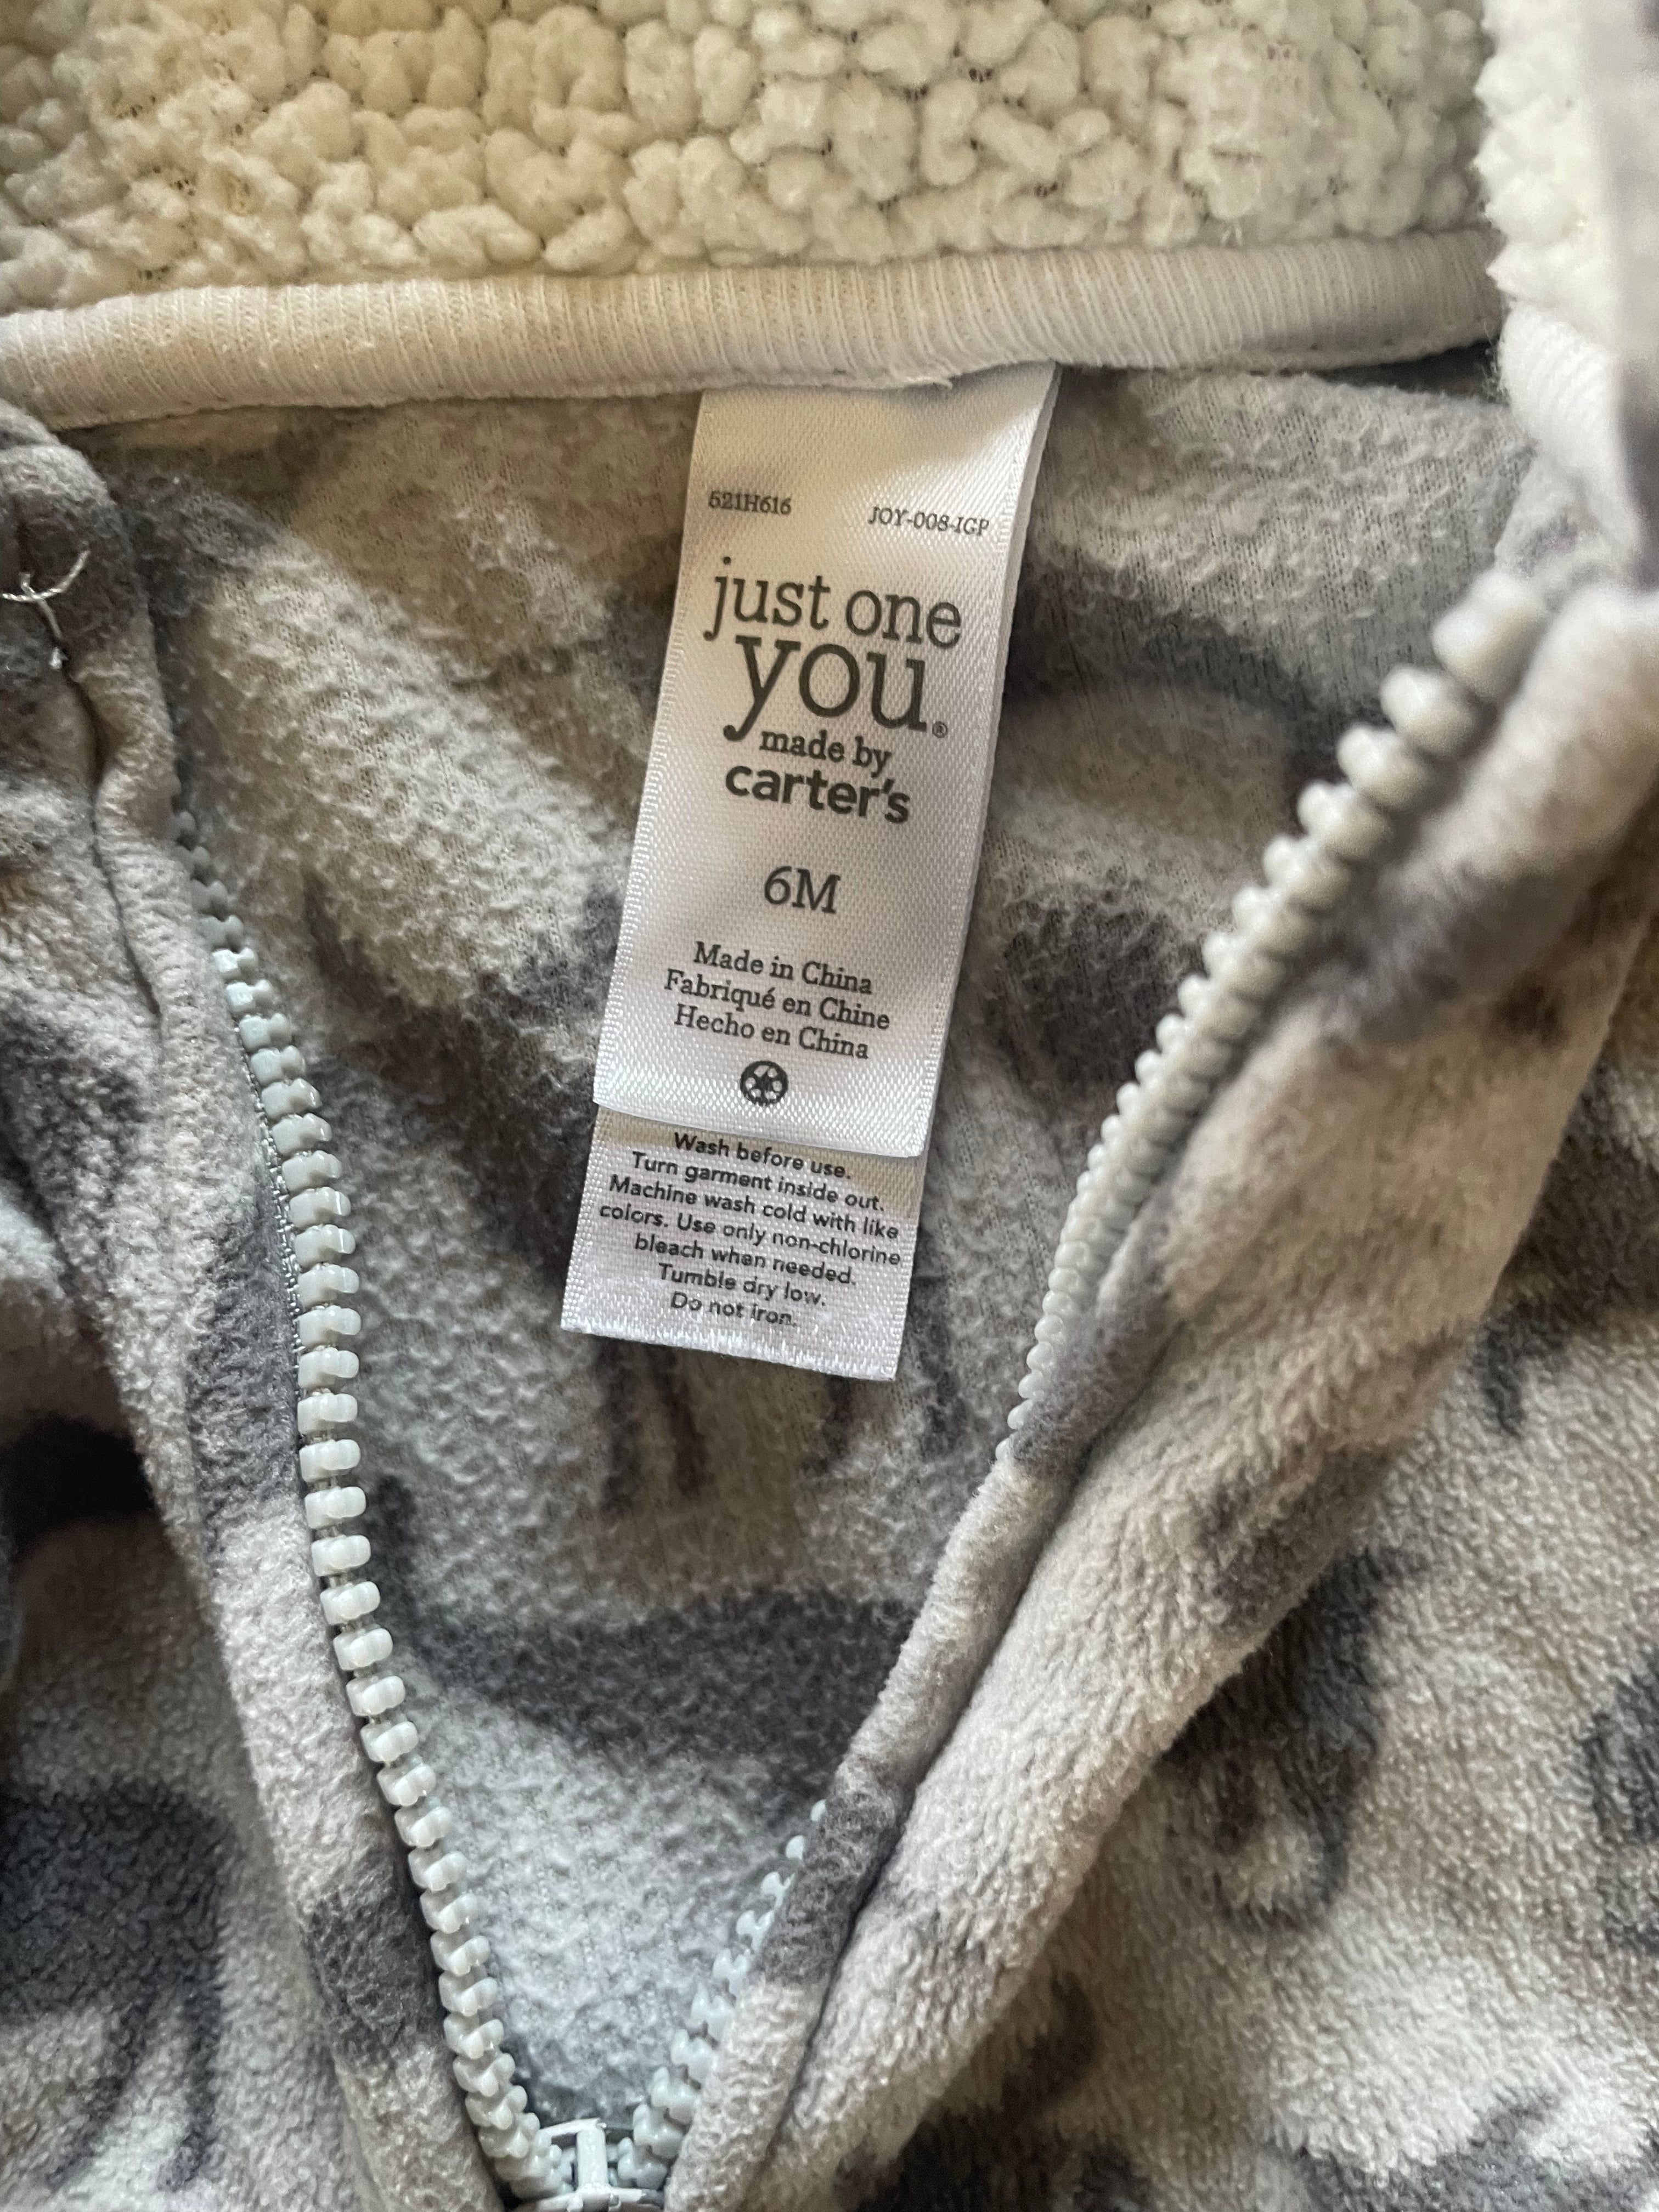 521H616 JOY-008-IGP
just one
you®
made by
carter's
6M
Made in China
Fabriqué en Chine
Hecho en China
Wash before use.
Turn garment inside out.
Machine wash cold with like
colors. Use only non-chlorine
bleach when needed.
Tumble dry low.
Do not iron.